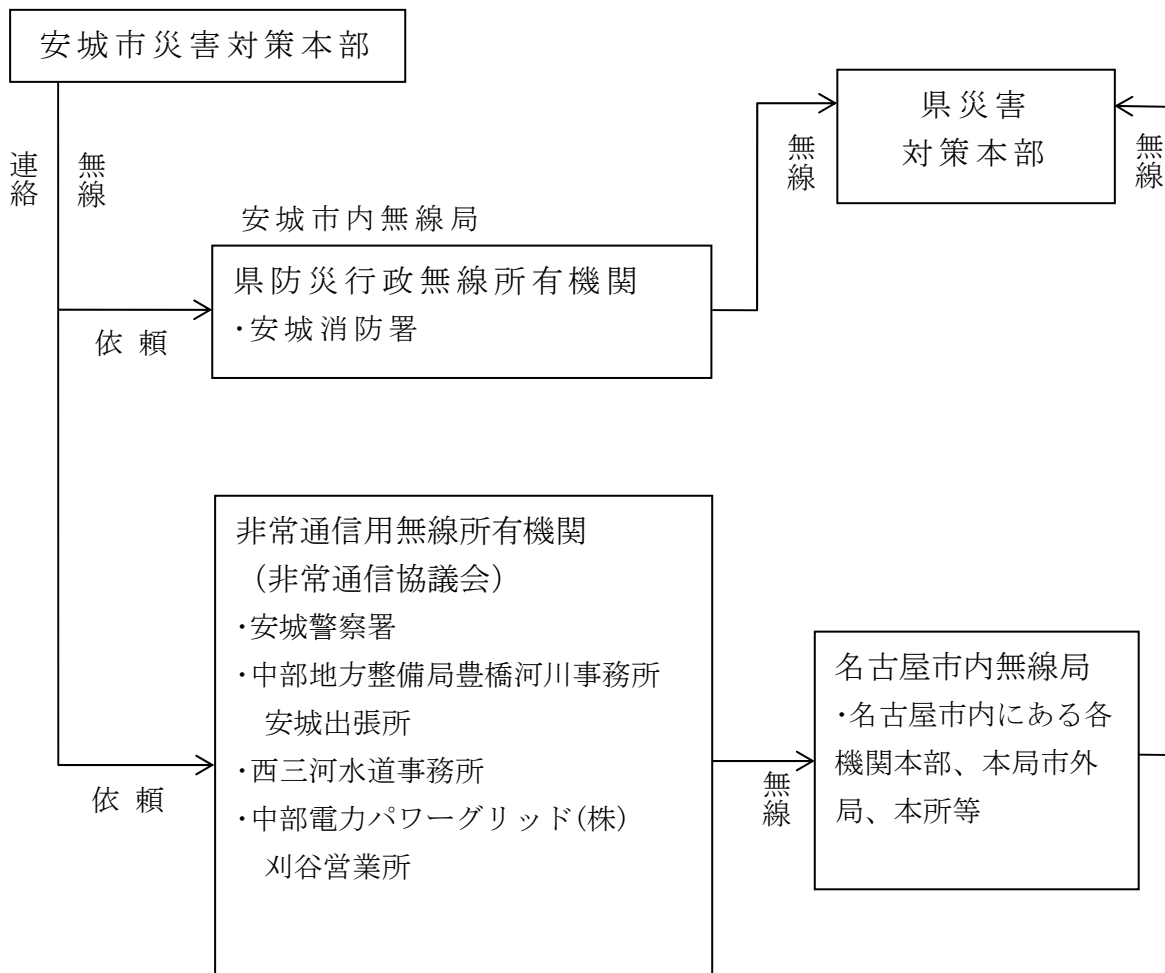 安城市災害対策本部
県災害
対策本部
連絡
無線
無線
無線
安城市内無線局
県防災行政無線所有機関
・安城消防署
依頼
非常通信用無線所有機関
（非常通信協議会）
・安城警察署
・中部地方整備局豊橋河川事務所
安城出張所
・西三河水道事務所
・中部電力パワーグリッド(株)
刈谷営業所
依頼
無線
名古屋市内無線局
・名古屋市内にある各
機関本部、本局市外
局、本所等